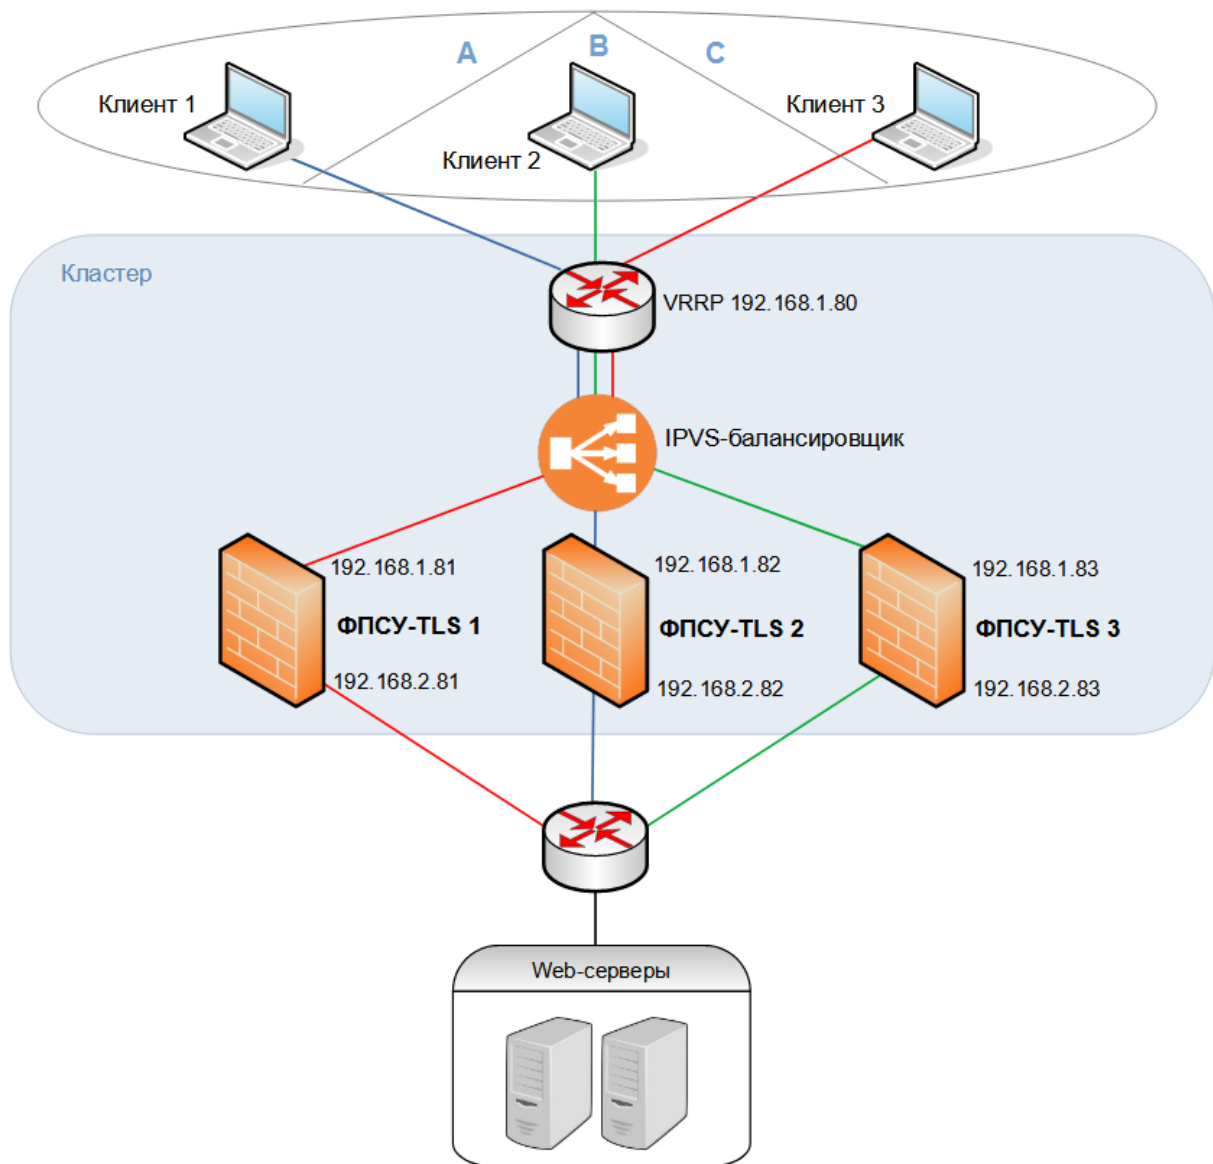 A
B
C
Клиент 1
Клиент 2
Клиент 3
Кластер
VRRP 192.168.1.80
IPVS-балансировщик
192.168.1.81
192.168.1.82
192.168.1.83
ФПСУ-TLS 1
ФПСУ-TLS 2
ФПСУ-TLS 3
192.168.2.81
192.168.2.82
192.168.2.83
Web-серверы